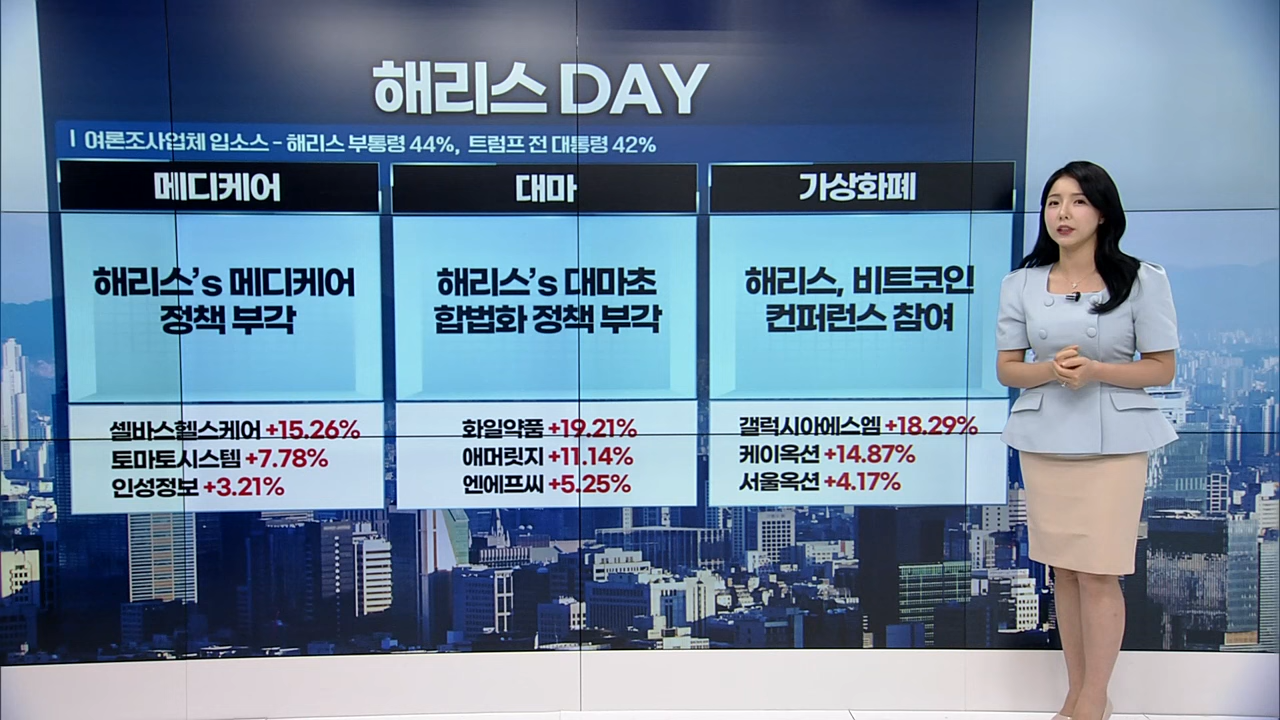 해리스 DAY
여론조사업체 입소스 - 해리스 부통령 44%, 트럼프 전 대통령 42%
메디케어
해리스's 메디케어
정책 부각
셀바스헬스케어 +15.26%
토마토시스템 +7.78%
인성정보 +3.21%
대마
해리스's 대마초
합법화 정책 부각
화일약품 +19.21%
애머릿지 +11.14%
엔에프씨 +5.25%
가상화폐
해리스, 비트코인
컨퍼런스 참여
갤럭시아에스엠 +18.29%
케이옥션 +14.87%
서울옥션 +4.17%